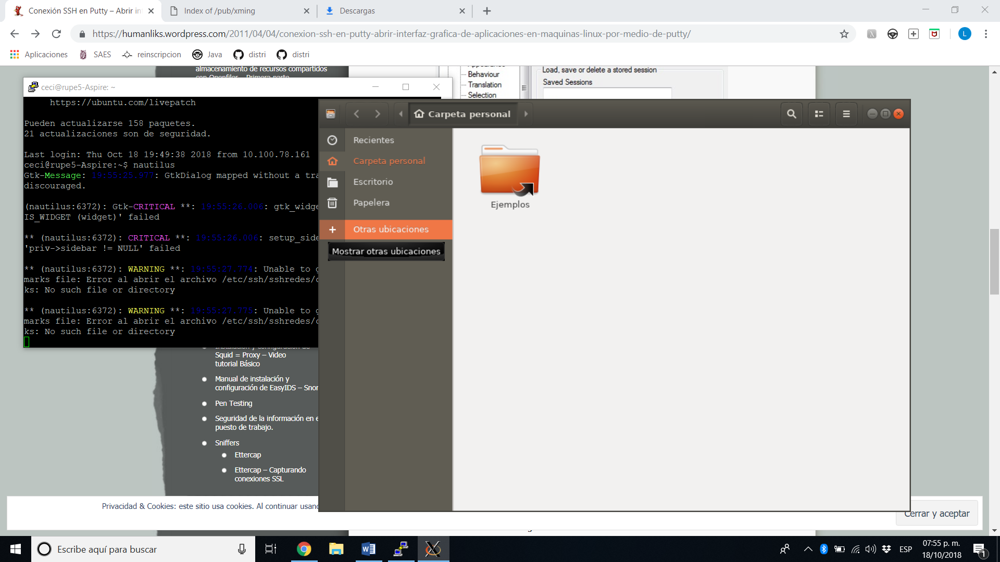 Conexión SSH en Putty – Abrir in
Index of /pub/xming
Descargas
https://humanliks.wordpress.com/2011/04/04/conexion-ssh-en-putty-abrir-interfaz-grafica-de-aplicaciones-en-maquinas-linux-por-medio-de-putty/
L
Aplicaciones
SAES
reinscripcion
Java
distri
distri
almacenamiento de recursos compartidos
Behaviour
Translation
Selection
Load, save or delete a stored session
Saved Sessions
ceci@rupe5-Aspire: ~
https://ubuntu.com/livepatch
Pueden actualizarse 158 paquetes.
21 actualizaciones son de seguridad.
Last login: Thu Oct 18 19:49:38 2018 from 10.100.78.161
ceci@rupe5-Aspire:~$ nautilus
Gtk-Message: 19:55:25.977: GtkDialog mapped without a tra
discouraged.
(nautilus:6372): Gtk-CRITICAL **: 19:55:26.006: gtk_widge
IS_WIDGET (widget)' failed
** (nautilus:6372): CRITICAL **: 19:55:26.006: setup_side
'priv->sidebar != NULL' failed
** (nautilus:6372): WARNING **: 19:55:27.774: Unable to g
marks file: Error al abrir el archivo /etc/ssh/sshredes/
ks: No such file or directory
** (nautilus:6372): WARNING **: 19:55:27.775: Unable to g
marks file: Error al abrir el archivo /etc/ssh/sshredes/
ks: No such file or directory
Carpeta personal
Recientes
Carpeta personal
Escritorio
Papelera
Otras ubicaciones
Mostrar otras ubicaciones
Ejemplos
Squid = Proxy – Video
tutorial Básico
Manual de instalación y
configuración de EasyIDS – Snor
Pen Testing
Seguridad de la información en e
puesto de trabajo.
Sniffers
Ettercap
Ettercap – Capturando
conexiones SSL
Privacidad & Cookies: este sitio usa cookies. Al continuar usand
Cerrar y aceptar
Escribe aquí para buscar
ESP
07:55 p. m.
18/10/2018
1